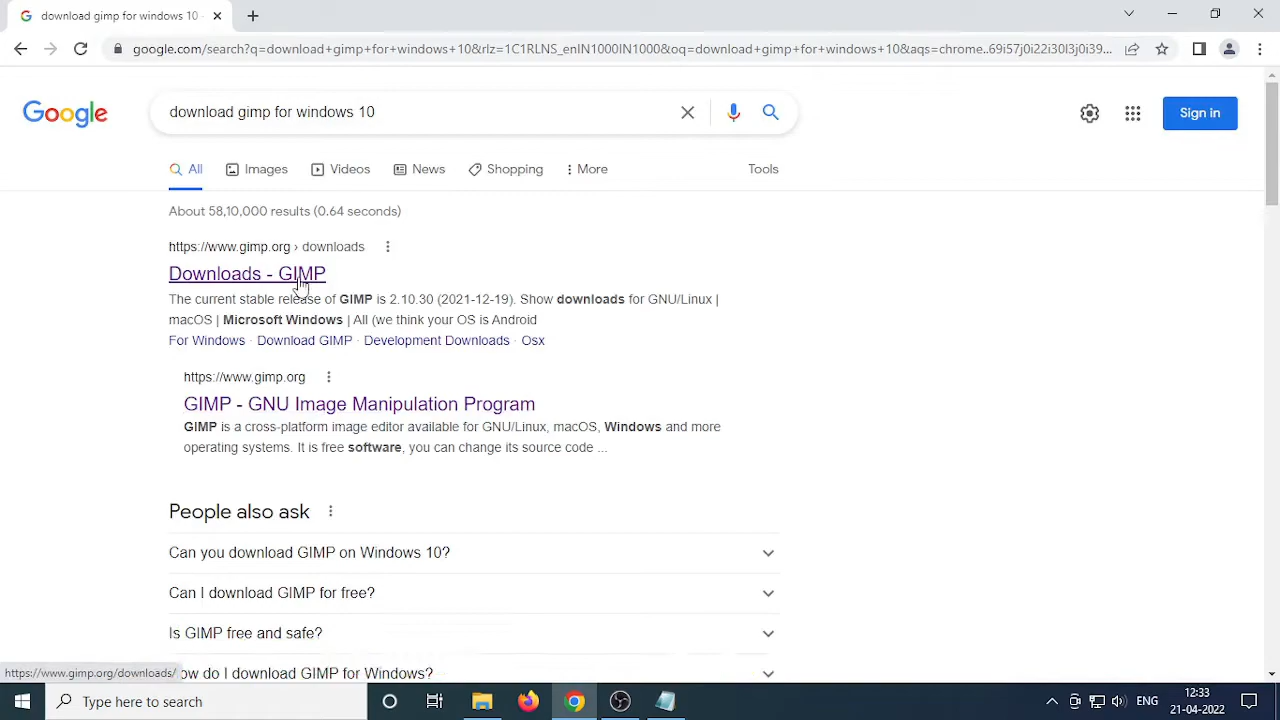 download gimp for windows 10 -
google.com/search?q=download+gimp+for+windows+10&rlz=1C1RLNS_enIN1000IN1000&oq=download+gimp+for+windows+10&aqs=chrome..69i57j0i22i30l3j0i39...
Google
download gimp for windows 10
Sign in
All
Images
Videos
News
Shopping
More
Tools
About 58,10,000 results (0.64 seconds)
https://www.gimp.org › downloads
Downloads - GIMP
The current stable release of GIMP is 2.10.30 (2021-12-19). Show downloads for GNU/Linux |
macOS | Microsoft Windows | All (we think your OS is Android
For Windows · Download GIMP · Development Downloads · Osx
https://www.gimp.org
GIMP - GNU Image Manipulation Program
GIMP is a cross-platform image editor available for GNU/Linux, macOS, Windows and more
operating systems. It is free software, you can change its source code ...
People also ask
Can you download GIMP on Windows 10?
Can I download GIMP for free?
Is GIMP free and safe?
How do I download GIMP for Windows?
https://www.gimp.org/downloads/
Type here to search
ENG
12:33
21-04-2022